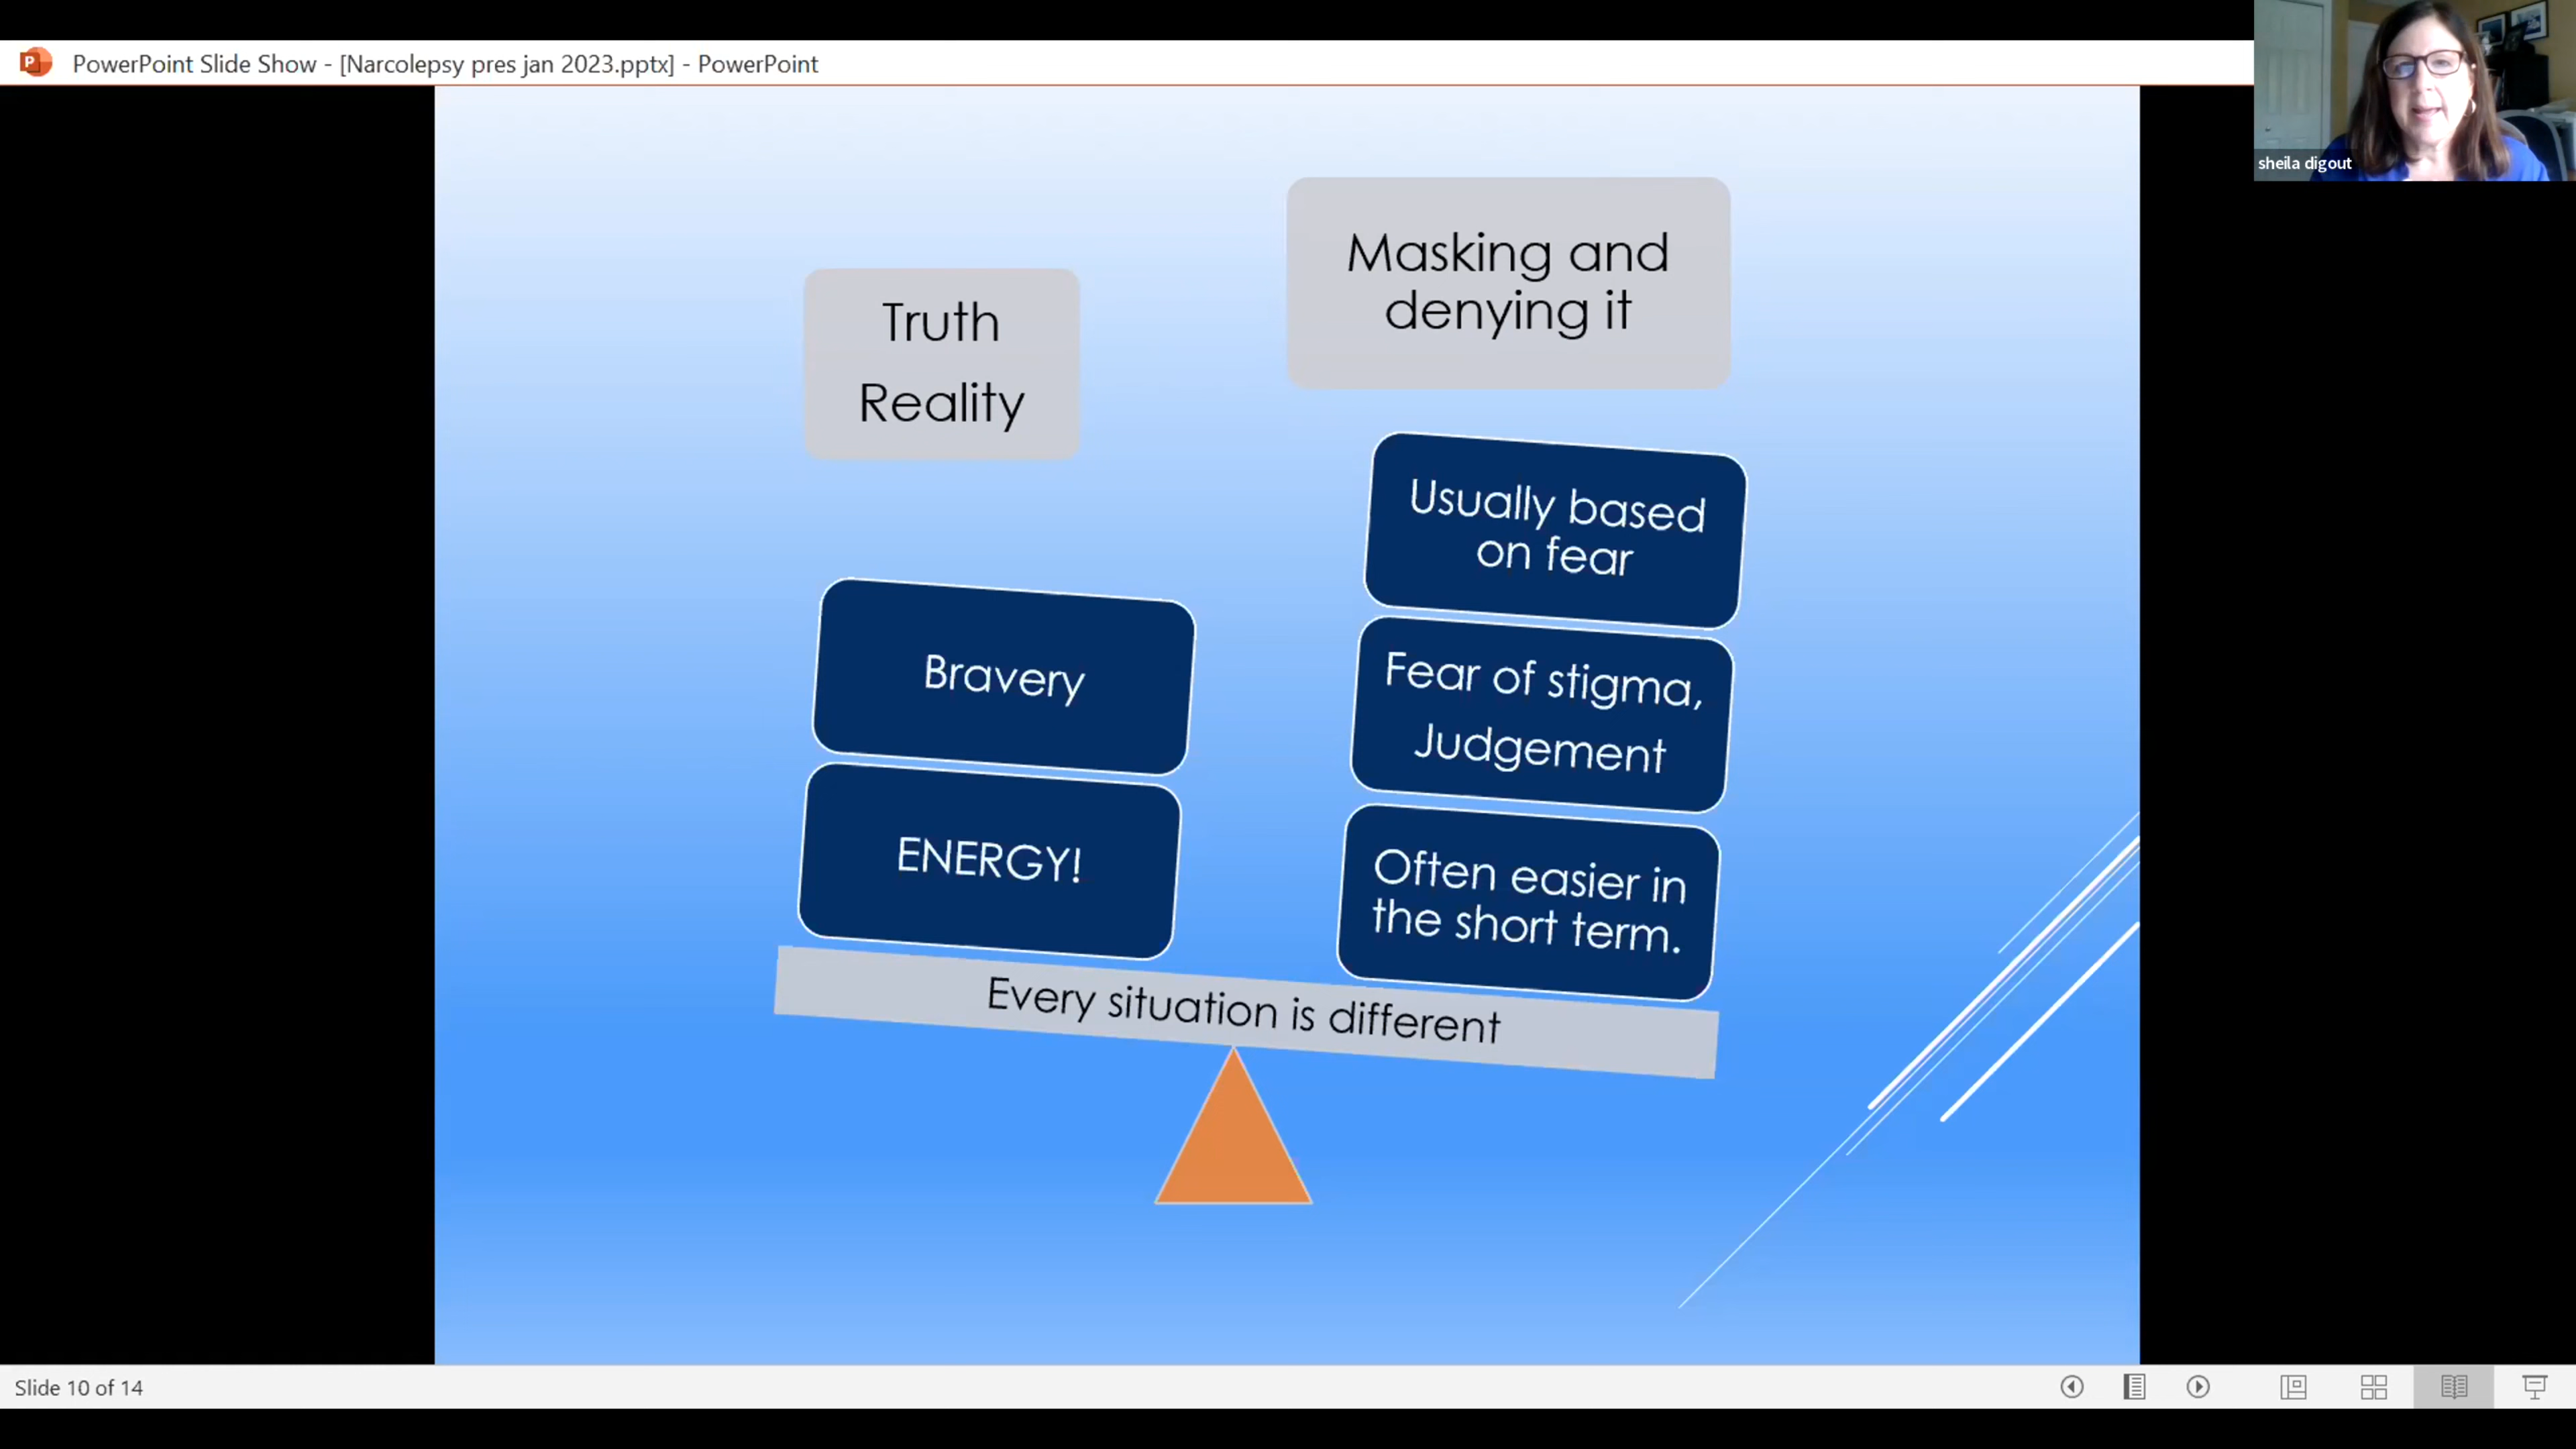 PowerPoint Slide Show - [Narcolepsy pres jan 2023.pptx] - PowerPoint
sheila digout
Truth
Reality
Masking and
denying it
Bravery
ENERGY!
Usually based
on fear
Fear of stigma,
Judgement
Often easier in
the short term.
Every situation is different
Slide 10 of 14